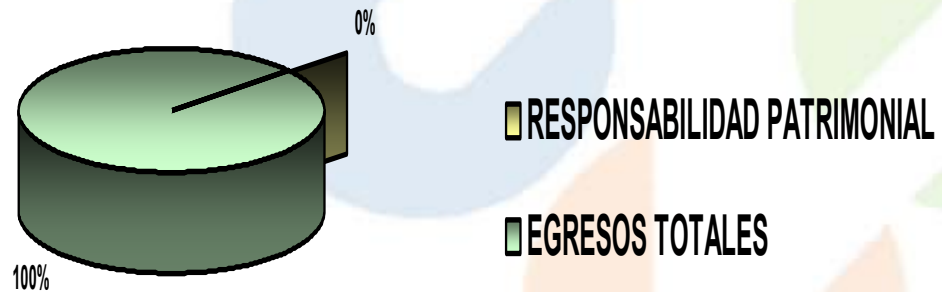 0%
RESPONSABILIDAD PATRIMONIAL
EGRESOS TOTALES
100%